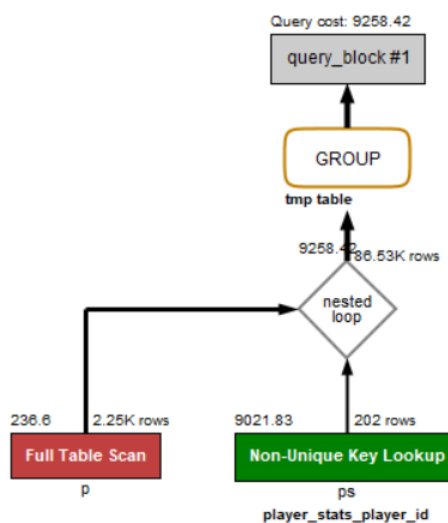 Query cost: 9258.42
query_block #1
GROUP
tmp table
9258.42
86.53K rows
nested
loop
236.6 2.25K rows
9021.83 202 rows
Full Table Scan
Non-Unique Key Lookup
p
ps
player_stats_player_id